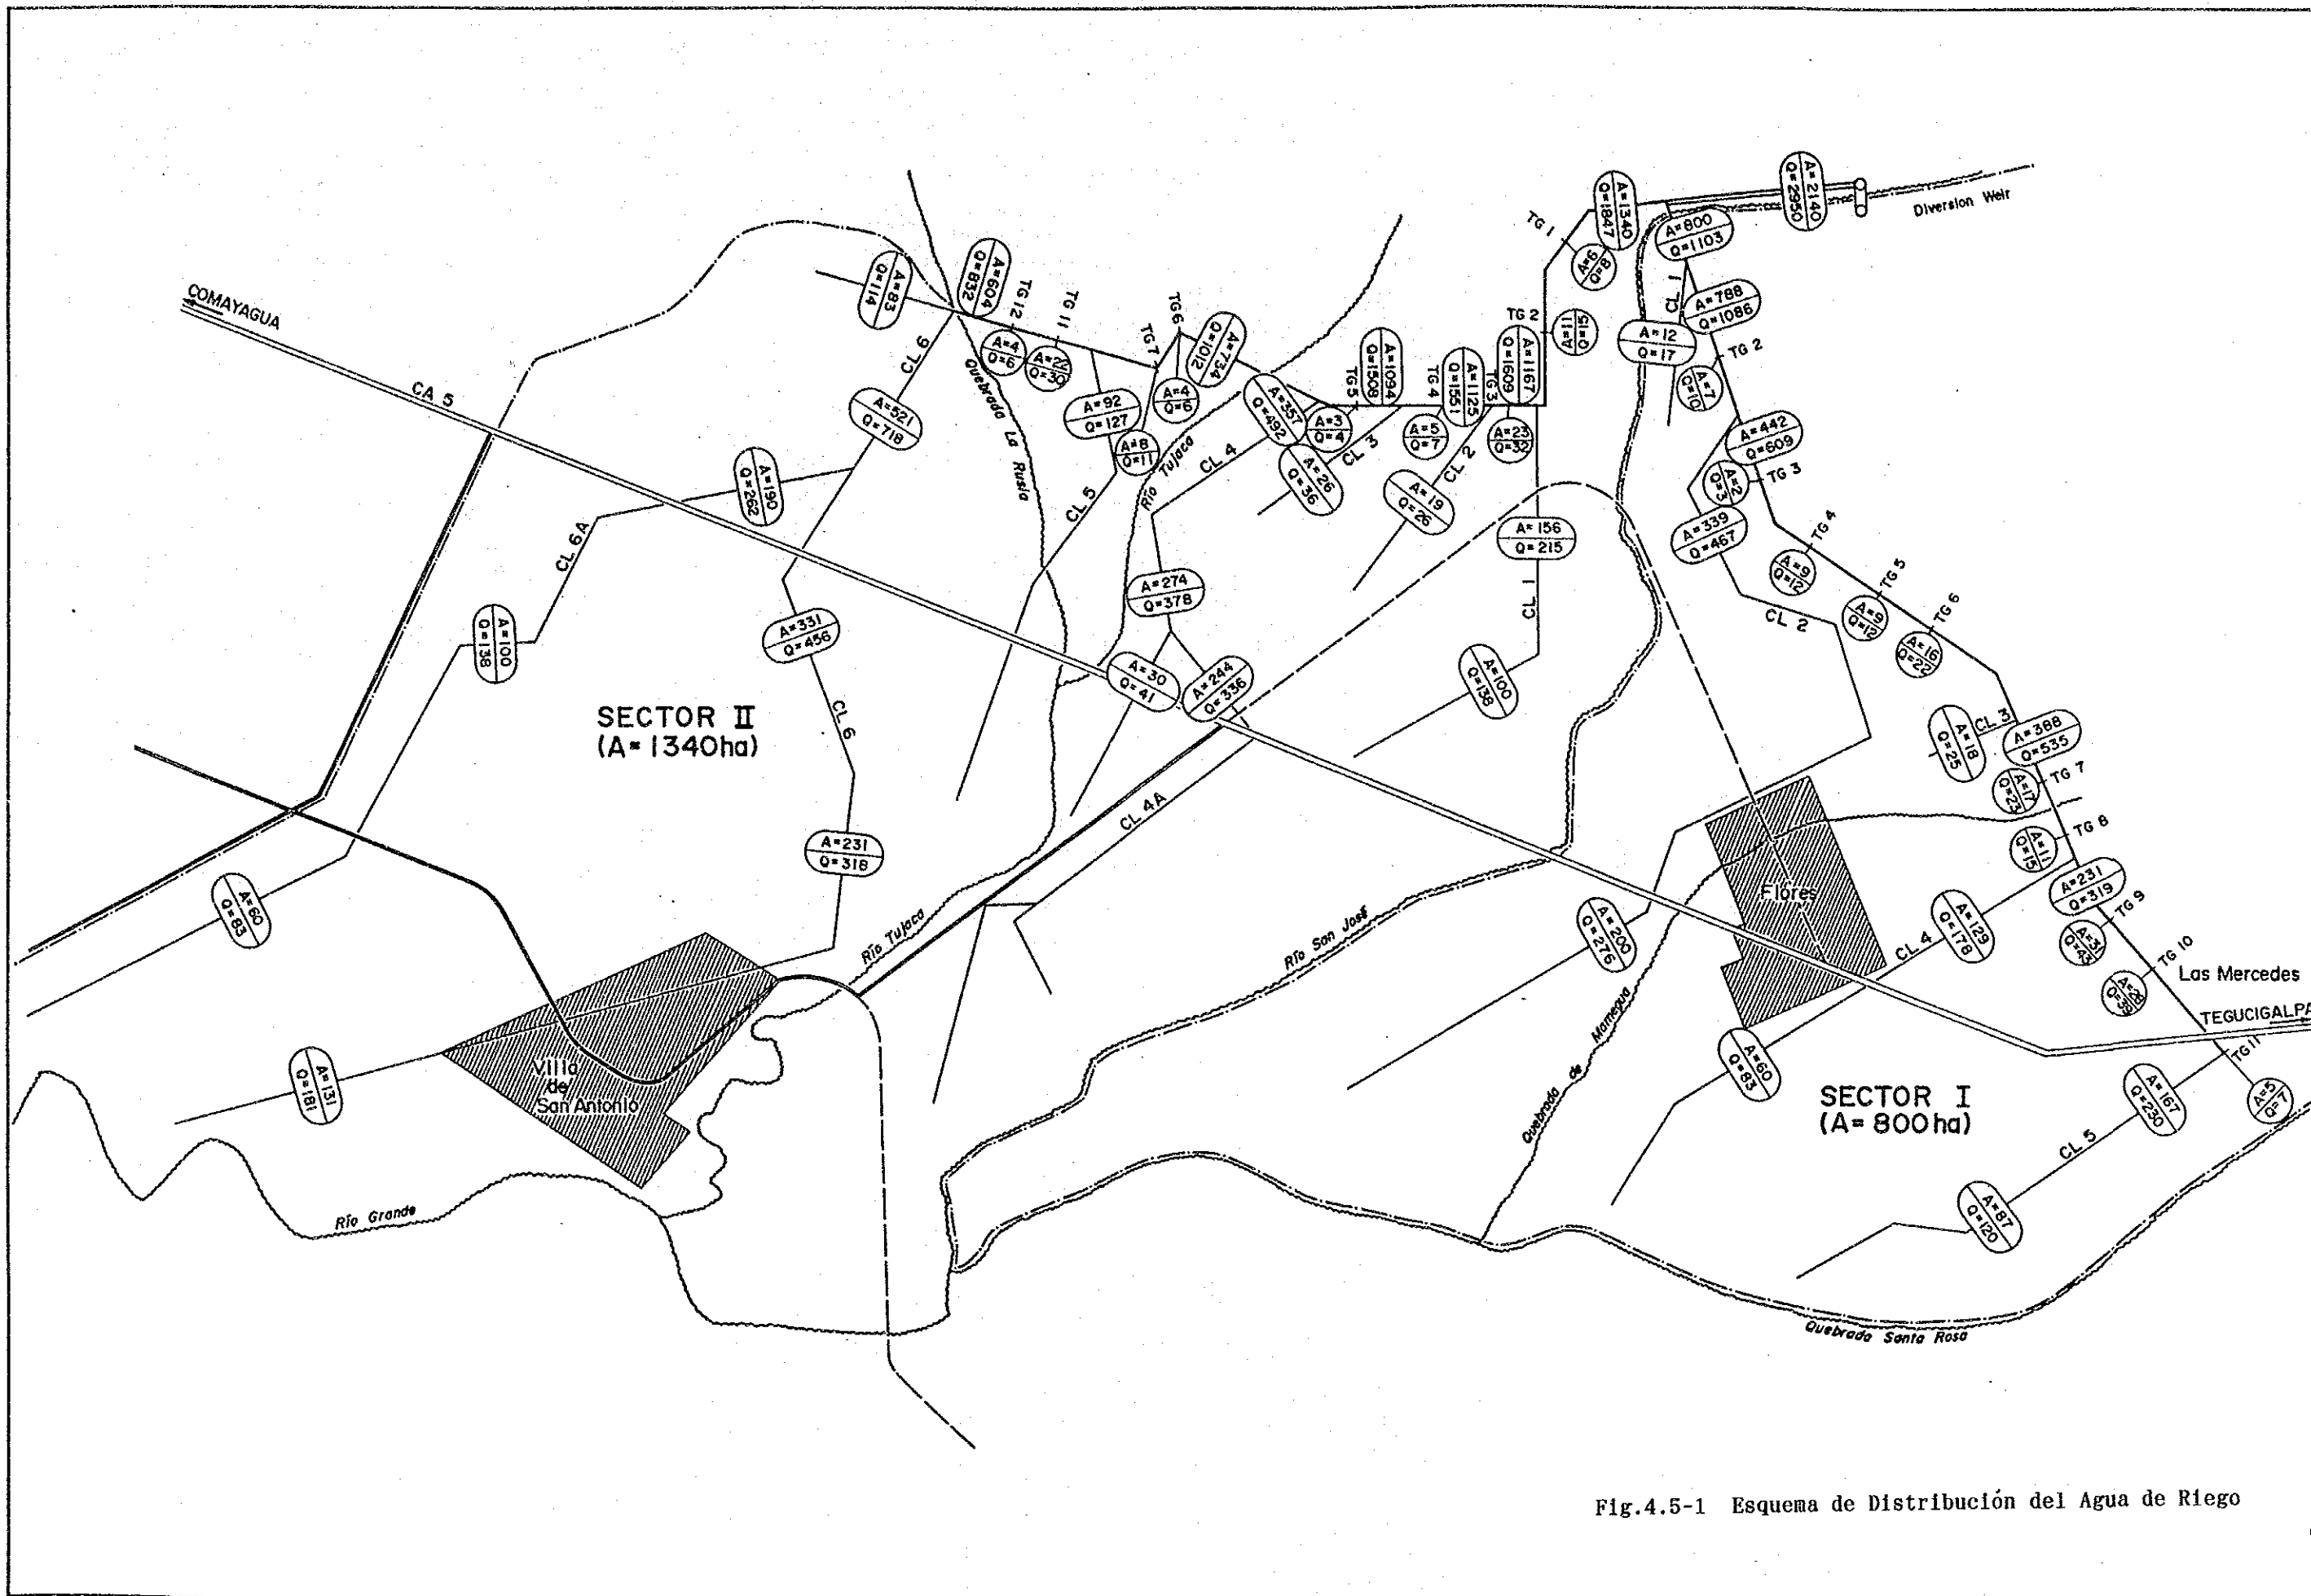 A=2140
Q=2950
Diversion Weir
A=1340
Q=1847
TG 1
A=6
Q=8
A=800
Q=1103
CL 1
A=788
Q=1086
A=12
Q=17
TG 2
A=7
Q=10
A=442
Q=609
TG 3
A=2
Q=3
A=339
Q=467
TG 4
A=9
Q=12
TG 5
A=9
Q=12
TG 6
A=16
Q=22
CL 2
CL 3
A=18
Q=25
A=388
Q=535
TG 7
A=17
Q=23
TG 8
A=11
Q=15
A=231
Q=319
TG 9
A=31
Q=43
TG 10
Las Mercedes
TEGUCIGALPA
TG 11
A=5
Q=7
A=167
Q=230
CL 5
A=87
Q=120
CL 4
A=129
Q=178
A=60
Q=83
Flores
A=200
Q=276
SECTOR I
(A=800ha)
Quebrada de Mamegua
Quebrada Santa Rosa
Río San José
TG 2
A=11
Q=15
A=1167
Q=1609
TG 3
A=23
Q=32
A=1125
Q=1551
TG 4
A=5
Q=7
A=1094
Q=1508
TG 5
A=3
Q=4
A=357
Q=492
A=26
Q=36
CL 3
CL 2
A=19
Q=26
A=156
Q=215
CL 1
A=100
Q=138
A=734
Q=1012
TG 6
A=4
Q=6
TG 7
A=8
Q=11
Río Tujaca
CL 4
A=274
Q=378
A=30
Q=41
A=244
Q=336
CL 4A
A=92
Q=127
CL 5
TG 11
Q=30
TG 12
A=4
Q=6
A=604
Q=832
A=83
Q=114
Quebrada La Rusia
CL 6
A=521
Q=718
A=190
Q=262
CL 6A
A=100
Q=138
A=331
Q=456
CL 6
A=231
Q=318
COMAYAGUA
CA 5
SECTOR II
(A=1340ha)
A=60
Q=83
Río Tujaca
Villa
de
San Antonio
A=131
Q=181
Río Grande
Fig.4.5-1 Esquema de Distribución del Agua de Riego